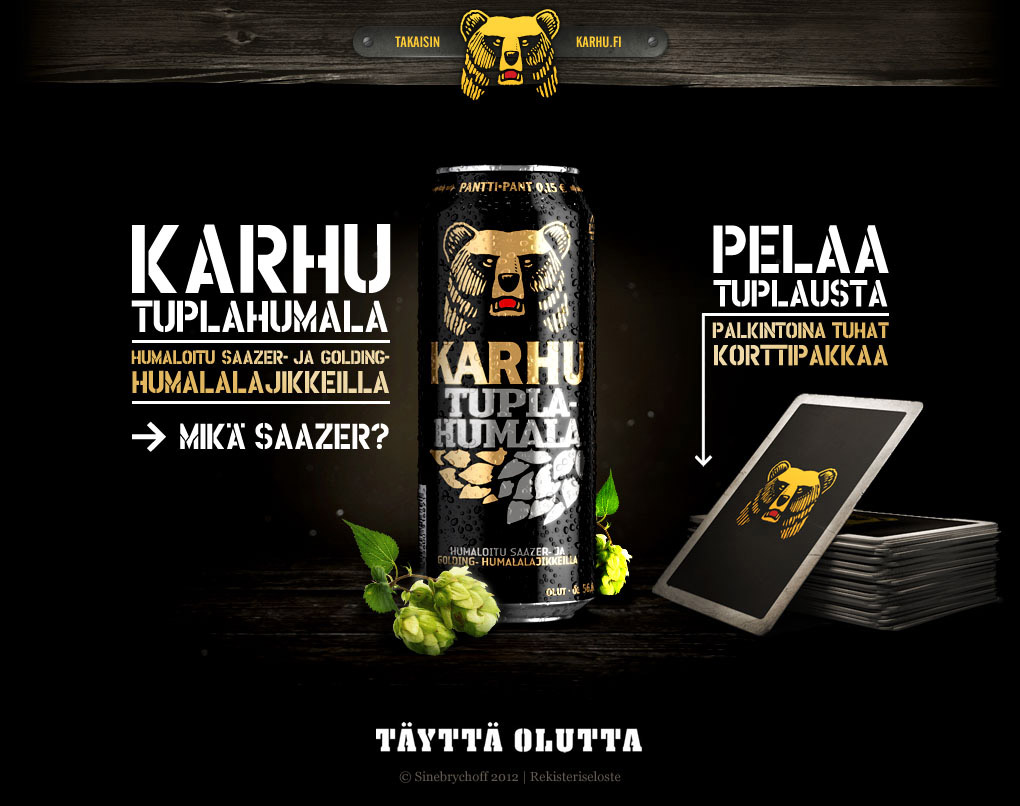 TAKAISIN KARHU.FI
KARHU
TUPLAHUMALA
HUMALOITU SAAZER- JA GOLDING-
HUMALALAJIKKEILLA
MIKÄ SAAZER?
PANTTI-PANT 0,15 €
KARHU
TUPLA-
HUMALA
HUMALOITU SAAZER- JA
GOLDING- HUMALALAJIKKEILLA
OLUT
PELAA
TUPLAUSTA
PALKINTOINA TUHAT
KORTTIPAKKAA
TÄYTTÄ OLUTTA
© Sinebrychoff 2012 | Rekisteriseloste